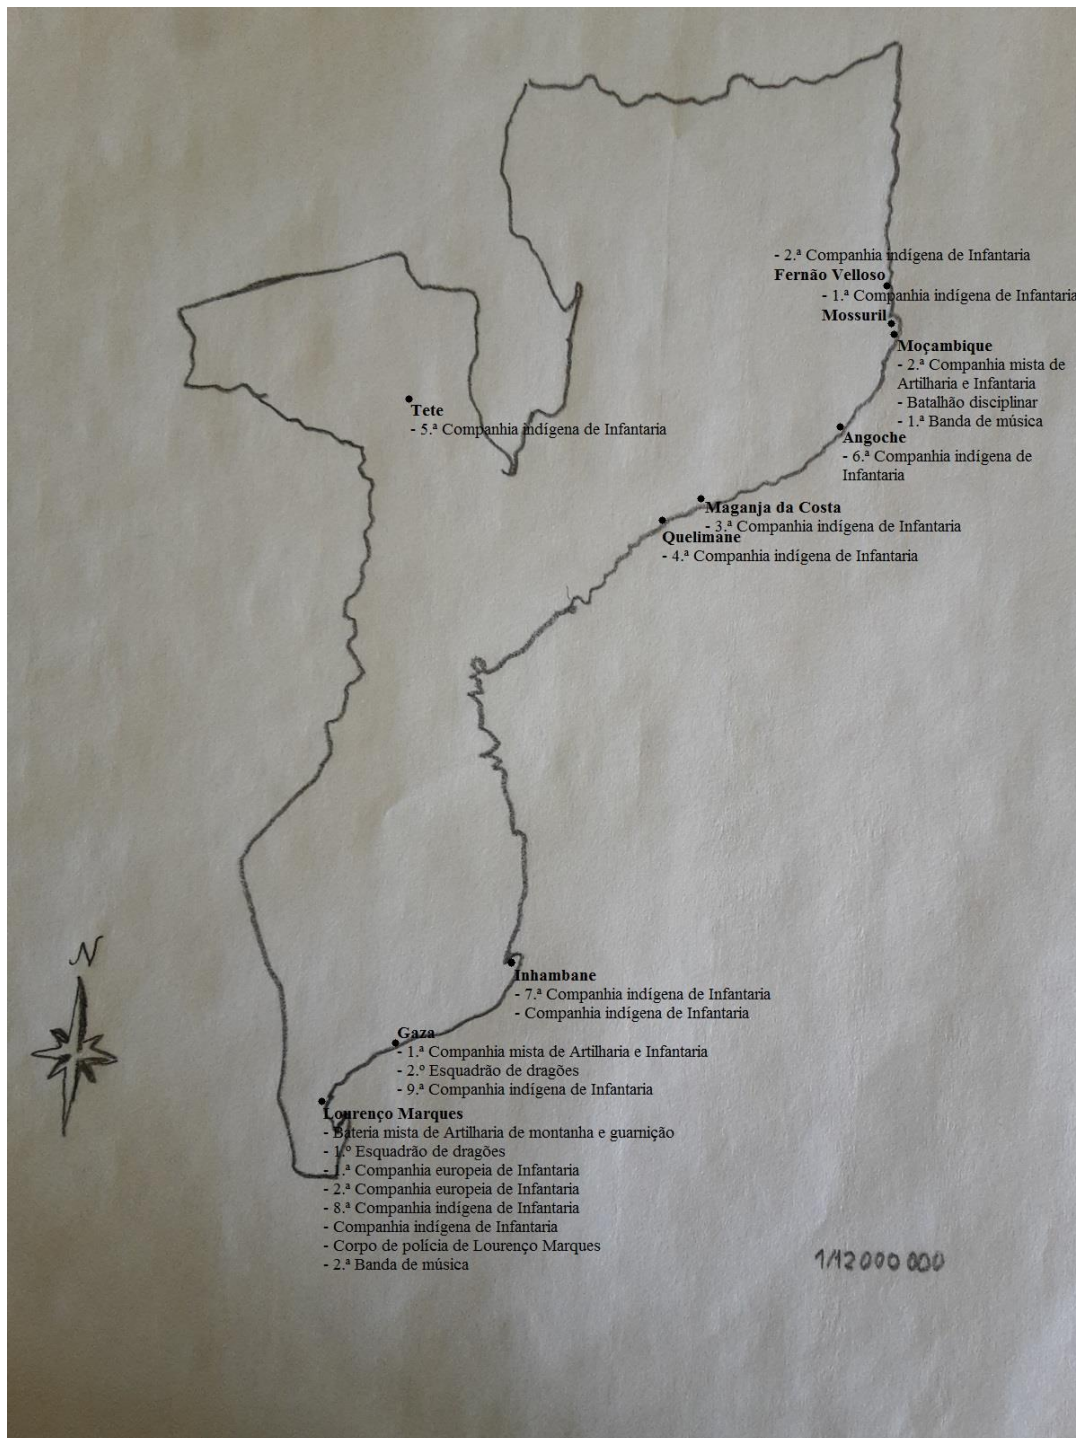 - 2.ª Companhia indígena de Infantaria
Fernão Velloso
- 1.ª Companhia indígena de Infantaria
Mossuril
Moçambique
- 2.ª Companhia mista de
Artilharia e Infantaria
- Batalhão disciplinar
- 1.ª Banda de música
Tete
- 5.ª Companhia indígena de Infantaria
Angoche
- 6.ª Companhia indígena de
Infantaria
Maganja da Costa
- 3.ª Companhia indígena de Infantaria
Quelimane
- 4.ª Companhia indígena de Infantaria
N
Inhambane
- 7.ª Companhia indígena de Infantaria
- Companhia indígena de Infantaria
Gaza
- 1.ª Companhia mista de Artilharia e Infantaria
- 2.º Esquadrão de dragões
- 9.ª Companhia indígena de Infantaria
Lourenço Marques
- Bateria mista de Artilharia de montanha e guarnição
- 1.º Esquadrão de dragões
- 1.ª Companhia europeia de Infantaria
- 2.ª Companhia europeia de Infantaria
- 8.ª Companhia indígena de Infantaria
- Companhia indígena de Infantaria
- Corpo de polícia de Lourenço Marques
- 2.ª Banda de música
1/12 000 000